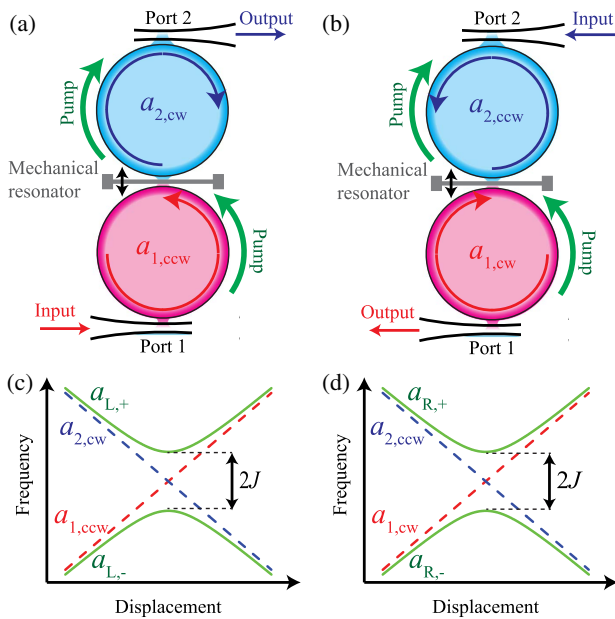 (a)
Port 2
Output
Pump
a2,cw
Mechanical
resonator
a1,ccw
Pump
Input
Port 1
(b)
Port 2
Input
Pump
a2,ccw
Mechanical
resonator
a1,cw
Pump
Output
Port 1
(c)
aL,+
a2,cw
Frequency
2J
a1,ccw
aL,-
Displacement
(d)
aR,+
a2,ccw
Frequency
2J
a1,cw
aR,-
Displacement